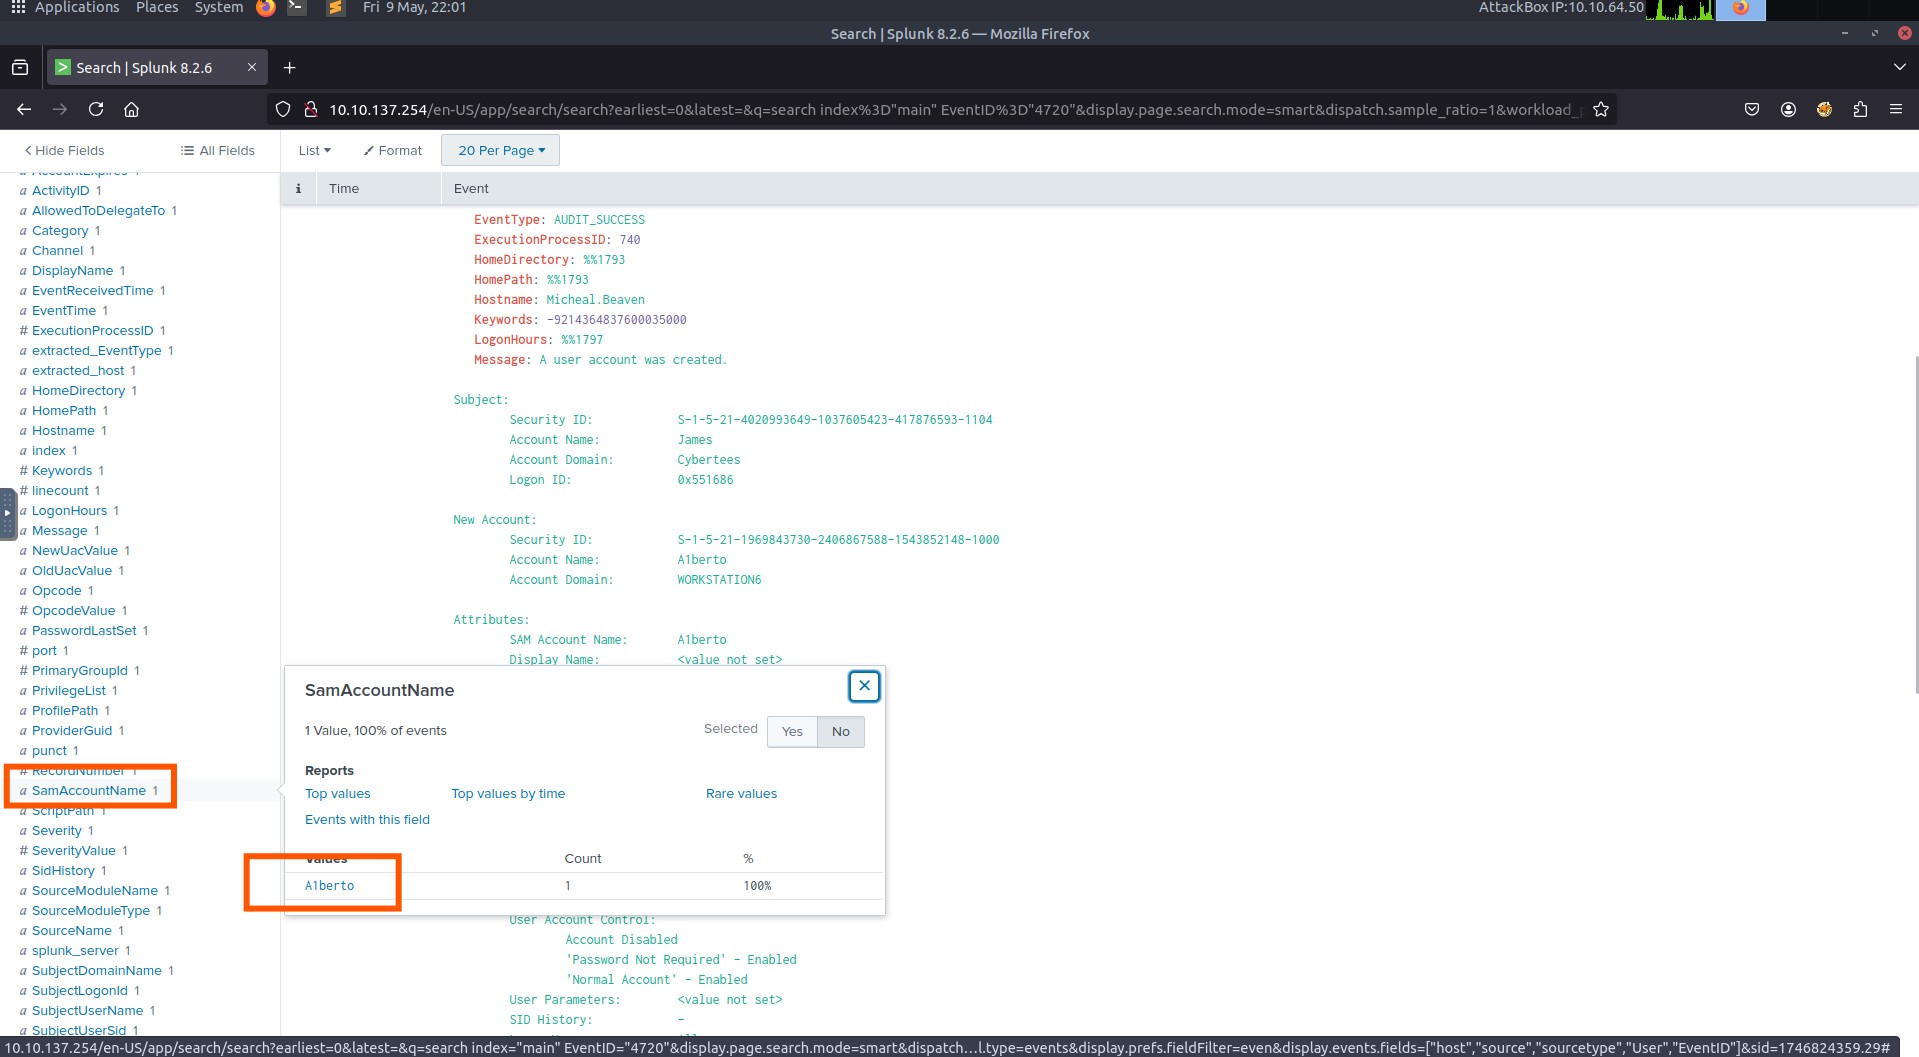 Applications Places System Fri 9 May, 22:01 AttackBox IP:10.10.64.50
Search | Splunk 8.2.6 — Mozilla Firefox
Search | Splunk 8.2.6
10.10.137.254/en-US/app/search/search?earliest=0&latest=&q=search index%3D"main" EventID%3D"4720"&display.page.search.mode=smart&dispatch.sample_ratio=1&workload_
Hide Fields All Fields List Format 20 Per Page
i Time Event
a AccountExpires 1
a ActivityID 1
a AllowedToDelegateTo 1
a Category 1
a Channel 1
a DisplayName 1
a EventReceivedTime 1
a EventTime 1
# ExecutionProcessID 1
a extracted_EventType 1
a extracted_host 1
a HomeDirectory 1
a HomePath 1
a Hostname 1
a index 1
# Keywords 1
# linecount 1
a LogonHours 1
a Message 1
a NewUacValue 1
a OldUacValue 1
a Opcode 1
# OpcodeValue 1
a PasswordLastSet 1
# port 1
# PrimaryGroupId 1
a PrivilegeList 1
a ProfilePath 1
a ProviderGuid 1
a punct 1
# RecordNumber 1
a SamAccountName 1
a ScriptPath 1
a Severity 1
# SeverityValue 1
a SidHistory 1
a SourceModuleName 1
a SourceModuleType 1
a SourceName 1
a splunk_server 1
a SubjectDomainName 1
a SubjectLogonId 1
a SubjectUserName 1
a SubjectUserSid 1
EventType: AUDIT_SUCCESS
ExecutionProcessID: 740
HomeDirectory: %%1793
HomePath: %%1793
Hostname: Micheal.Beaven
Keywords: -9214364837600035000
LogonHours: %%1797
Message: A user account was created.
Subject:
Security ID: S-1-5-21-4020993649-1037605423-417876593-1104
Account Name: James
Account Domain: Cybertees
Logon ID: 0x551686
New Account:
Security ID: S-1-5-21-1969843730-2406867588-1543852148-1000
Account Name: A1berto
Account Domain: WORKSTATION6
Attributes:
SAM Account Name: A1berto
Display Name: <value not set>
SamAccountName
1 Value, 100% of events Selected Yes No
Reports
Top values Top values by time Rare values
Events with this field
Values Count %
A1berto 1 100%
User Account Control:
Account Disabled
'Password Not Required' - Enabled
'Normal Account' - Enabled
User Parameters: <value not set>
SID History: -
10.10.137.254/en-US/app/search/search?earliest=0&latest=&q=search index="main" EventID="4720"&display.page.search.mode=smart&dispatch...l.type=events&display.prefs.fieldFilter=even&display.events.fields=["host","source","sourcetype","User","EventID"]&sid=1746824359.29#